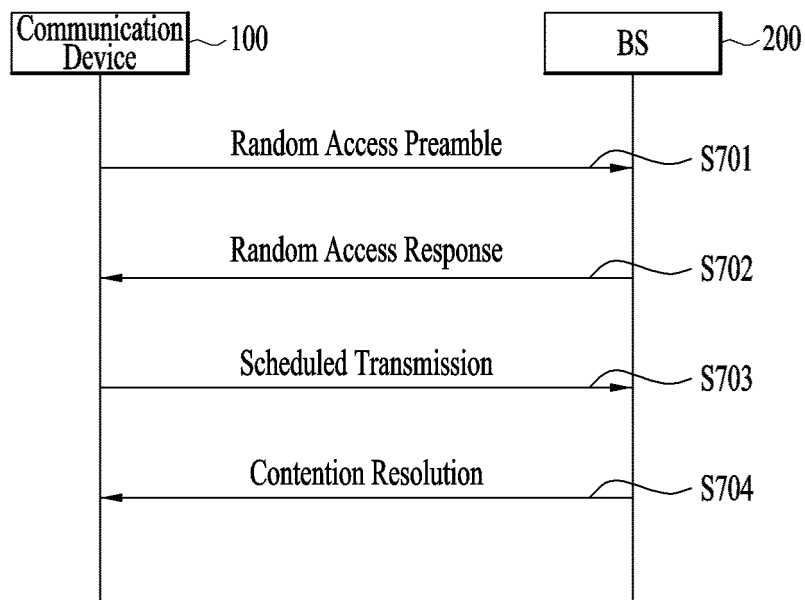 Communication
Device
100
BS
200
Random Access Preamble
S701
Random Access Response
S702
Scheduled Transmission
S703
Contention Resolution
S704